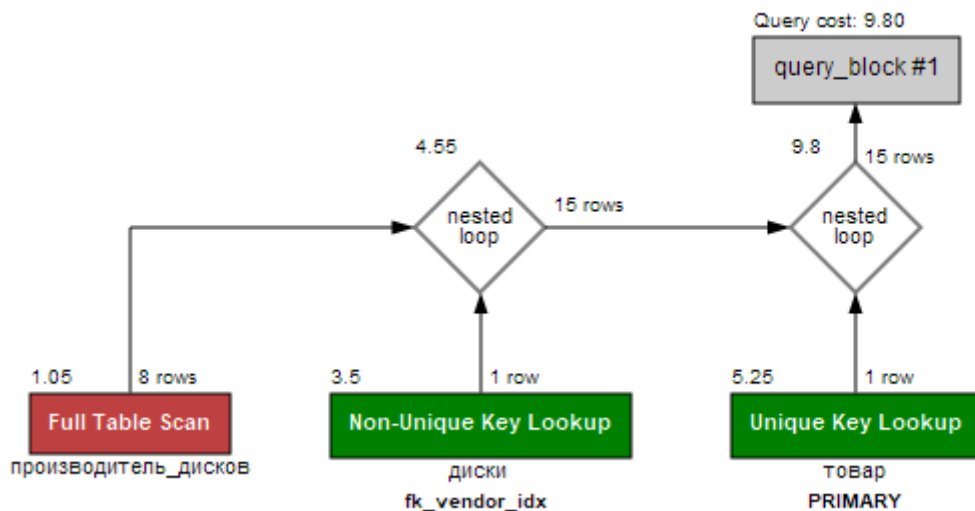 Query cost: 9.80
query_block #1
4.55
9.8
15 rows
nested
loop
15 rows
nested
loop
1.05
8 rows
3.5
1 row
5.25
1 row
Full Table Scan
Non-Unique Key Lookup
Unique Key Lookup
производитель_дисков
диски
товар
fk_vendor_idx
PRIMARY